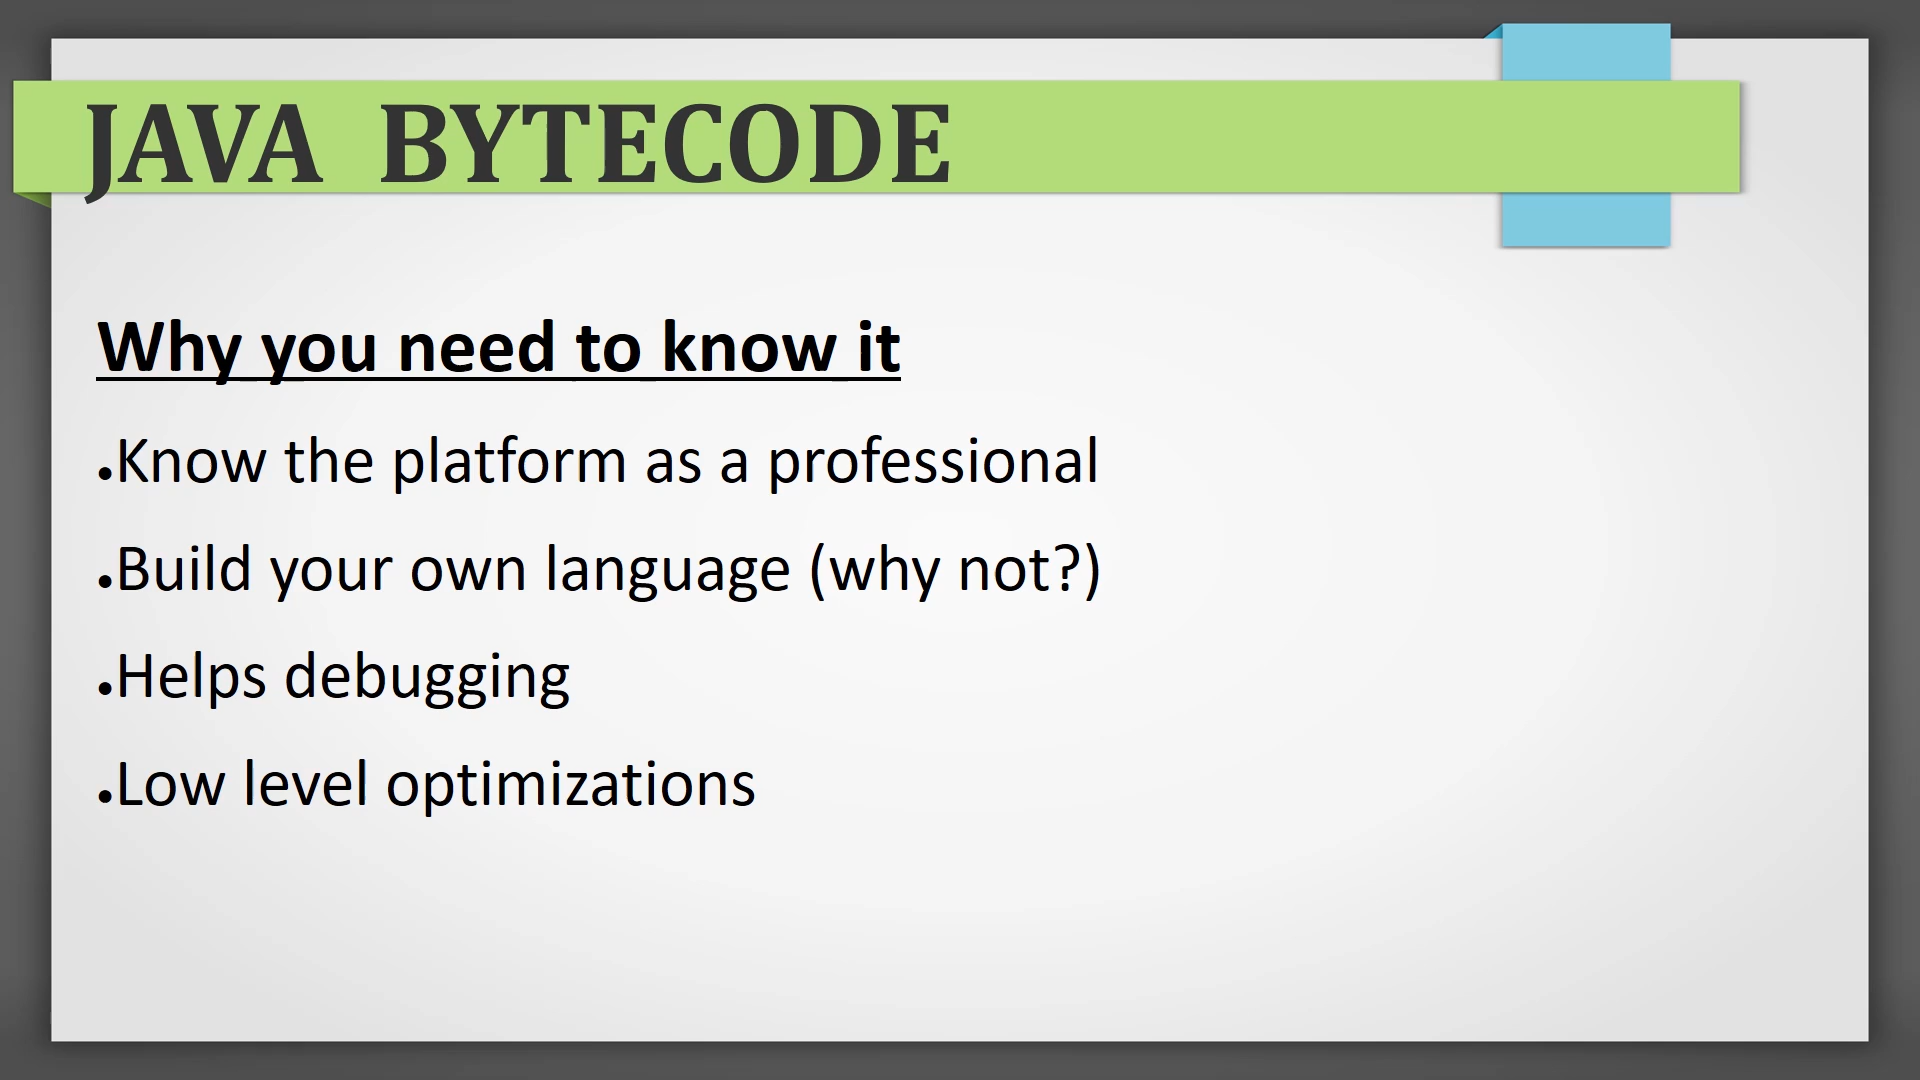 JAVA BYTECODE
Why you need to know it
●Know the platform as a professional
●Build your own language (why not?)
●Helps debugging
●Low level optimizations